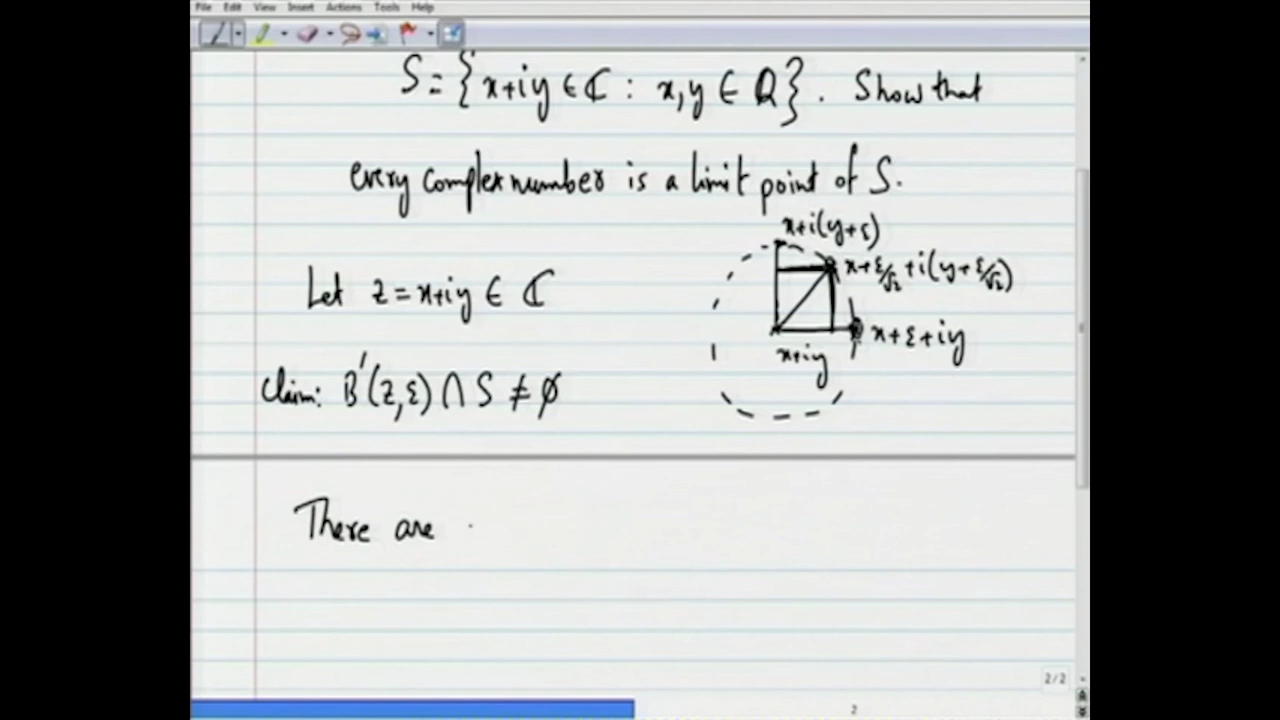 File Edit View Insert Actions Tools Help
S = {x+iy ∈ ℂ : x,y ∈ ℚ}. Show that
every complex number is a limit point of S.
x+i(y+ε)
x+ε/√2 +i(y+ε/√2)
Let z = x+iy ∈ ℂ
x+ε+iy
x+iy
Claim: B'(z,ε) ∩ S ≠ ∅
There are
2/2
2